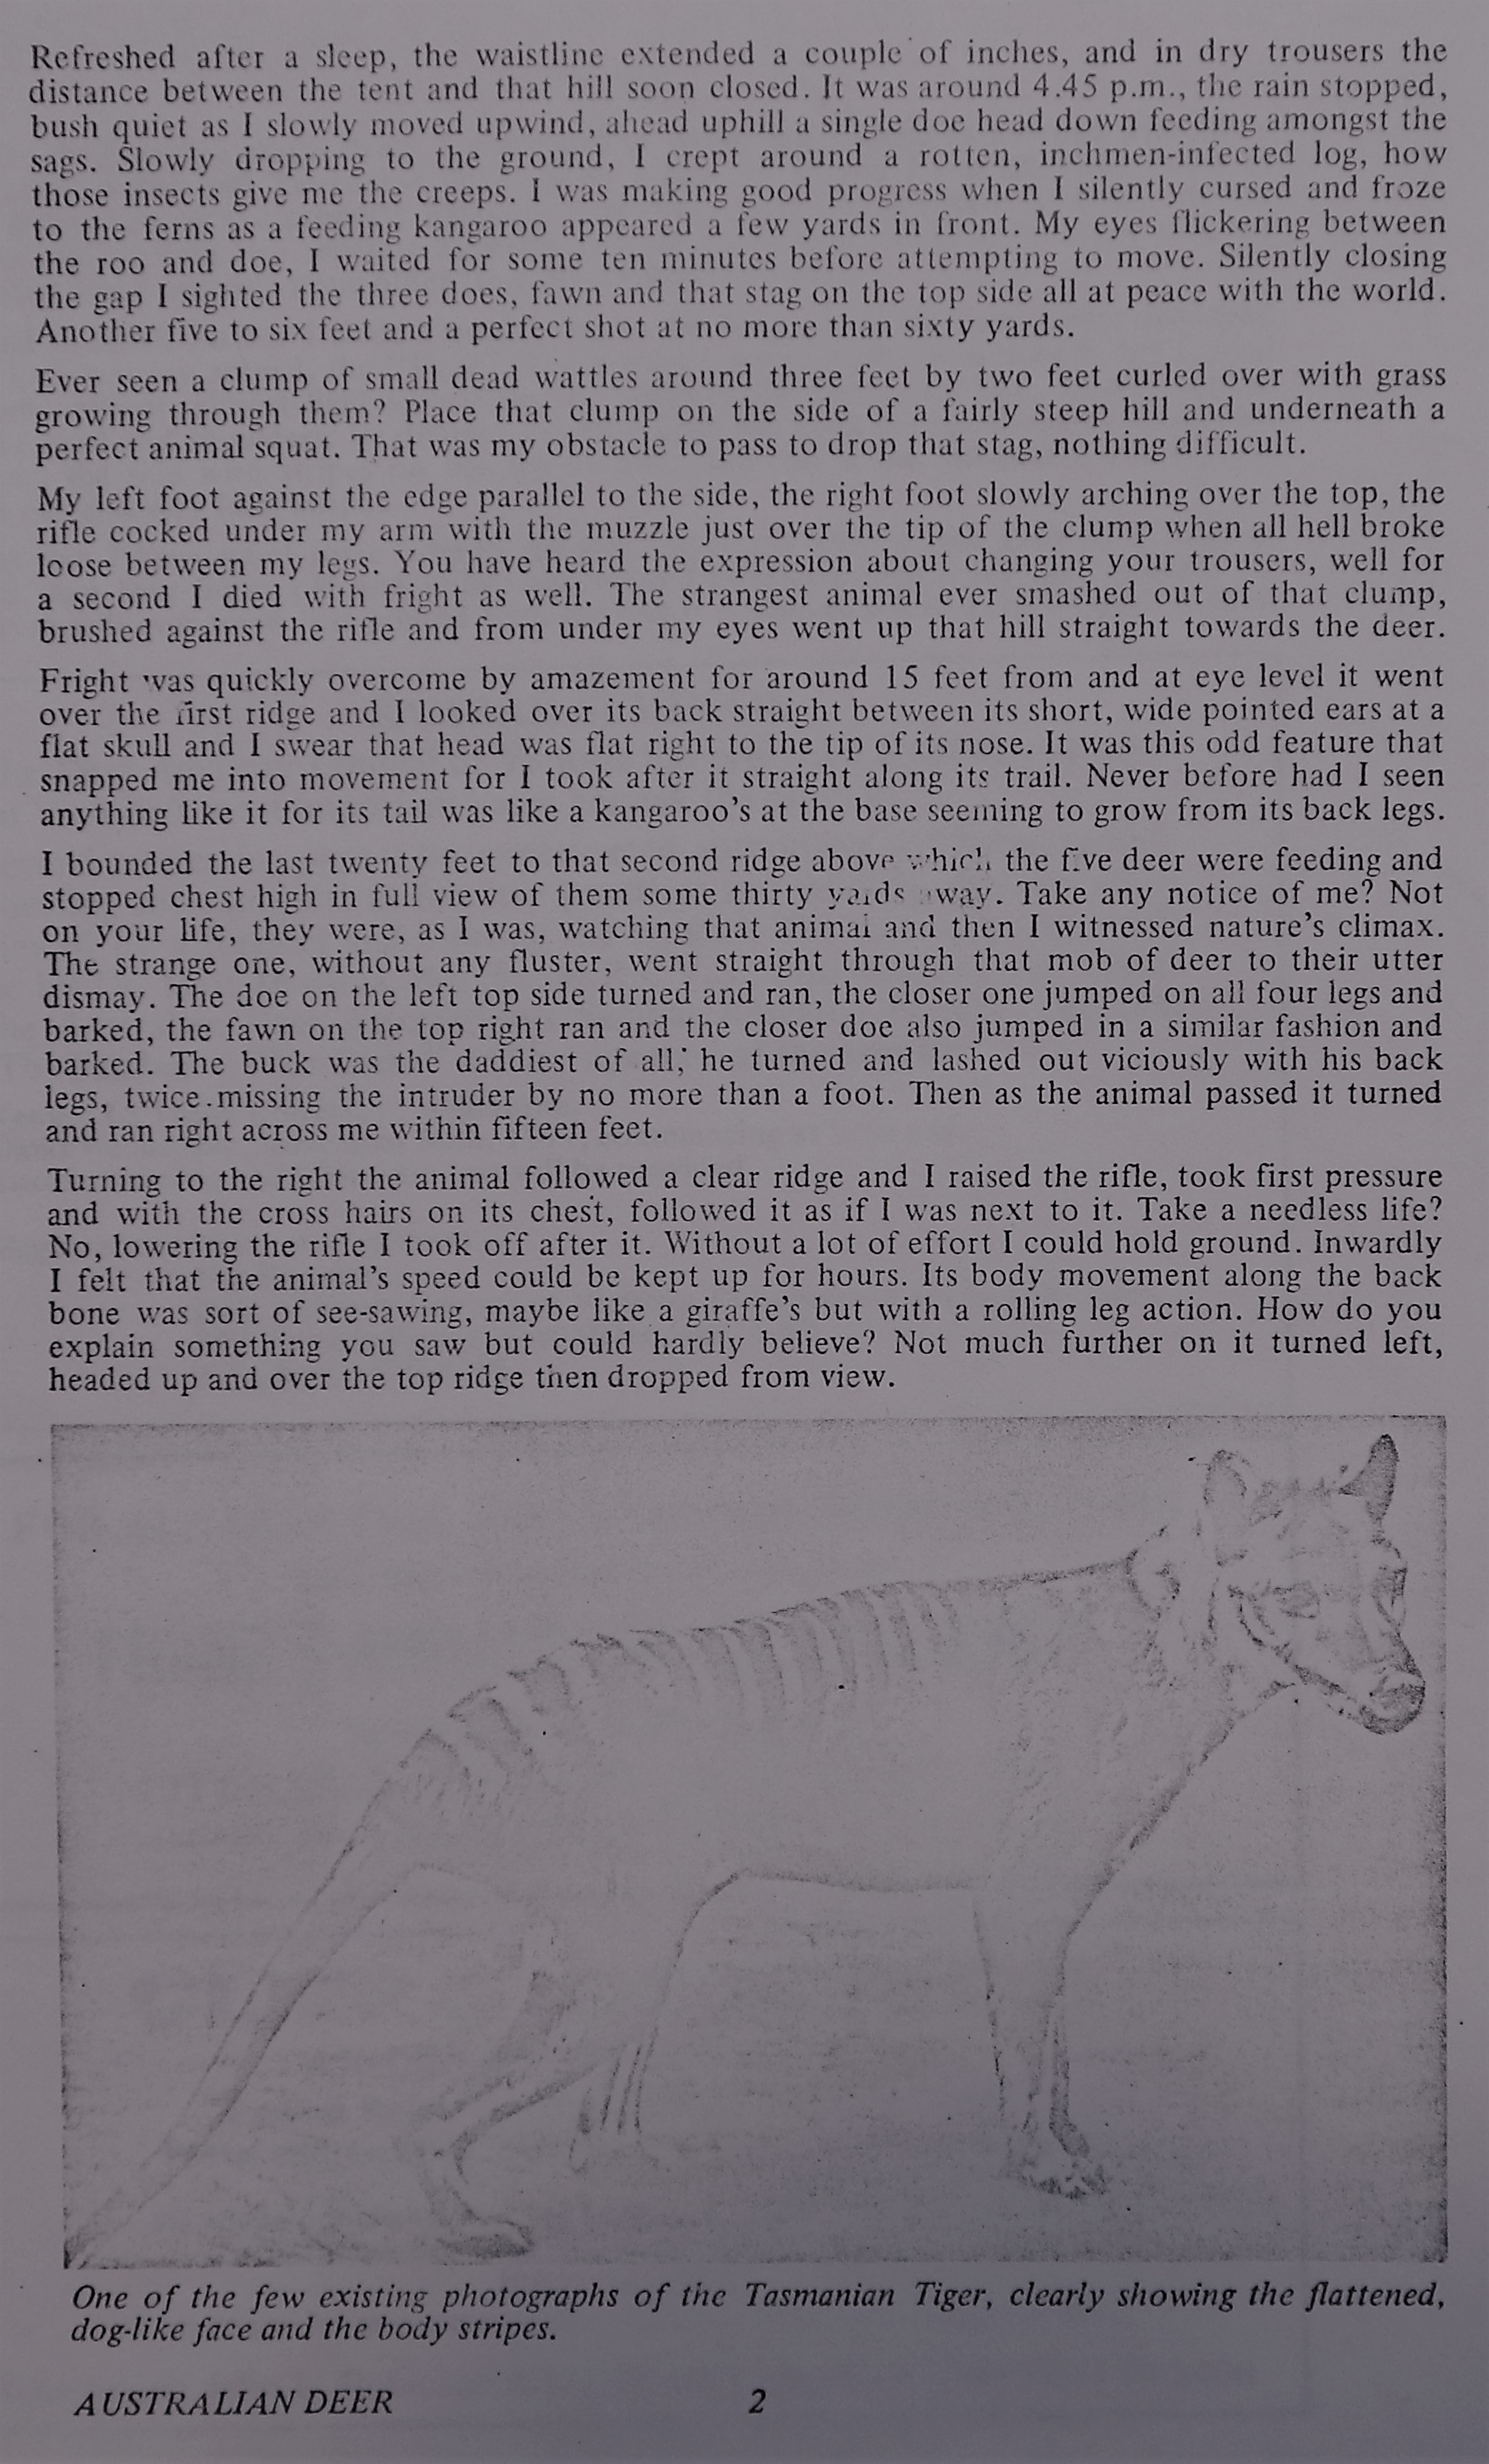 Refreshed after a sleep, the waistline extended a couple of inches, and in dry trousers the
distance between the tent and that hill soon closed. It was around 4.45 p.m., the rain stopped,
bush quiet as I slowly moved upwind, ahead uphill a single doe head down feeding amongst the
sags. Slowly dropping to the ground, I crept around a rotten, inchmen-infected log, how
those insects give me the creeps. I was making good progress when I silently cursed and froze
to the ferns as a feeding kangaroo appeared a few yards in front. My eyes flickering between
the roo and doe, I waited for some ten minutes before attempting to move. Silently closing
the gap I sighted the three does, fawn and that stag on the top side all at peace with the world.
Another five to six feet and a perfect shot at no more than sixty yards.
Ever seen a clump of small dead wattles around three feet by two feet curled over with grass
growing through them? Place that clump on the side of a fairly steep hill and underneath a
perfect animal squat. That was my obstacle to pass to drop that stag, nothing difficult.
My left foot against the edge parallel to the side, the right foot slowly arching over the top, the
rifle cocked under my arm with the muzzle just over the tip of the clump when all hell broke
loose between my legs. You have heard the expression about changing your trousers, well for
a second I died with fright as well. The strangest animal ever smashed out of that clump,
brushed against the rifle and from under my eyes went up that hill straight towards the deer.
Fright was quickly overcome by amazement for around 15 feet from and at eye level it went
over the first ridge and I looked over its back straight between its short, wide pointed ears at a
flat skull and I swear that head was flat right to the tip of its nose. It was this odd feature that
snapped me into movement for I took after it straight along its trail. Never before had I seen
anything like it for its tail was like a kangaroo's at the base seeming to grow from its back legs.
I bounded the last twenty feet to that second ridge above which the five deer were feeding and
stopped chest high in full view of them some thirty yards away. Take any notice of me? Not
on your life, they were, as I was, watching that animal and then I witnessed nature's climax.
The strange one, without any fluster, went straight through that mob of deer to their utter
dismay. The doe on the left top side turned and ran, the closer one jumped on all four legs and
barked, the fawn on the top right ran and the closer doe also jumped in a similar fashion and
barked. The buck was the daddiest of all; he turned and lashed out viciously with his back
legs, twice missing the intruder by no more than a foot. Then as the animal passed it turned
and ran right across me within fifteen feet.
Turning to the right the animal followed a clear ridge and I raised the rifle, took first pressure
and with the cross hairs on its chest, followed it as if I was next to it. Take a needless life?
No, lowering the rifle I took off after it. Without a lot of effort I could hold ground. Inwardly
I felt that the animal's speed could be kept up for hours. Its body movement along the back
bone was sort of see-sawing, maybe like a giraffe's but with a rolling leg action. How do you
explain something you saw but could hardly believe? Not much further on it turned left,
headed up and over the top ridge then dropped from view.
One of the few existing photographs of the Tasmanian Tiger, clearly showing the flattened,
dog-like face and the body stripes.
AUSTRALIAN DEER 2